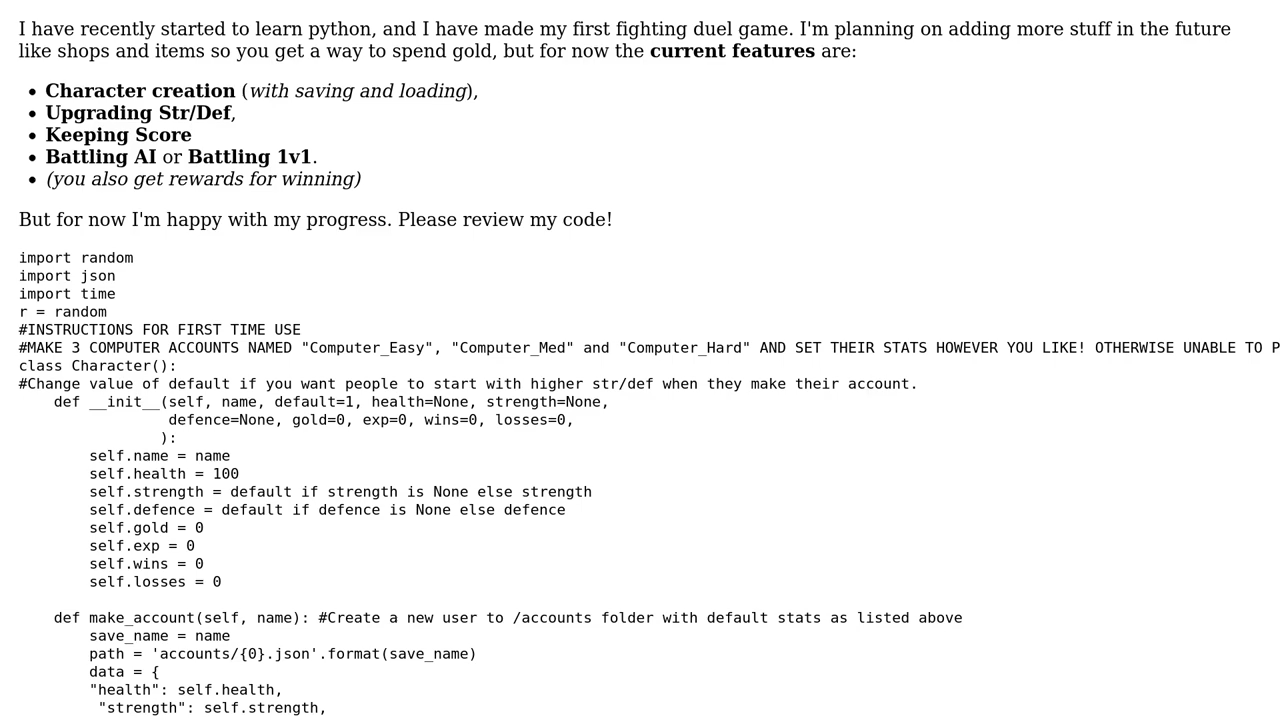 I have recently started to learn python, and I have made my first fighting duel game. I'm planning on adding more stuff in the future
like shops and items so you get a way to spend gold, but for now the current features are:
• Character creation (with saving and loading),
• Upgrading Str/Def,
• Keeping Score
• Battling AI or Battling 1v1.
• (you also get rewards for winning)
But for now I'm happy with my progress. Please review my code!
import random
import json
import time
r = random
#INSTRUCTIONS FOR FIRST TIME USE
#MAKE 3 COMPUTER ACCOUNTS NAMED "Computer_Easy", "Computer_Med" and "Computer_Hard" AND SET THEIR STATS HOWEVER YOU LIKE! OTHERWISE UNABLE TO P
class Character():
#Change value of default if you want people to start with higher str/def when they make their account.
    def __init__(self, name, default=1, health=None, strength=None,
                 defence=None, gold=0, exp=0, wins=0, losses=0,
                ):
        self.name = name
        self.health = 100
        self.strength = default if strength is None else strength
        self.defence = default if defence is None else defence
        self.gold = 0
        self.exp = 0
        self.wins = 0
        self.losses = 0
    def make_account(self, name): #Create a new user to /accounts folder with default stats as listed above
        save_name = name
        path = 'accounts/{0}.json'.format(save_name)
        data = {
        "health": self.health,
         "strength": self.strength,